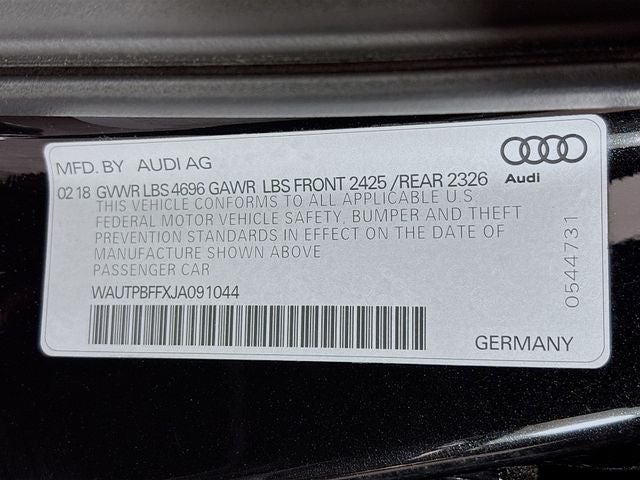 MFD. BY AUDI AG
Audi
02 18 GVWR LBS 4696 GAWR LBS FRONT 2425 /REAR 2326
THIS VEHICLE CONFORMS TO ALL APPLICABLE U.S
FEDERAL MOTOR VEHICLE SAFETY, BUMPER AND THEFT
PREVENTION STANDARDS IN EFFECT ON THE DATE OF
MANUFACTURE SHOWN ABOVE
PASSENGER CAR
WAUTPBFFXJA091044
GERMANY
0544731